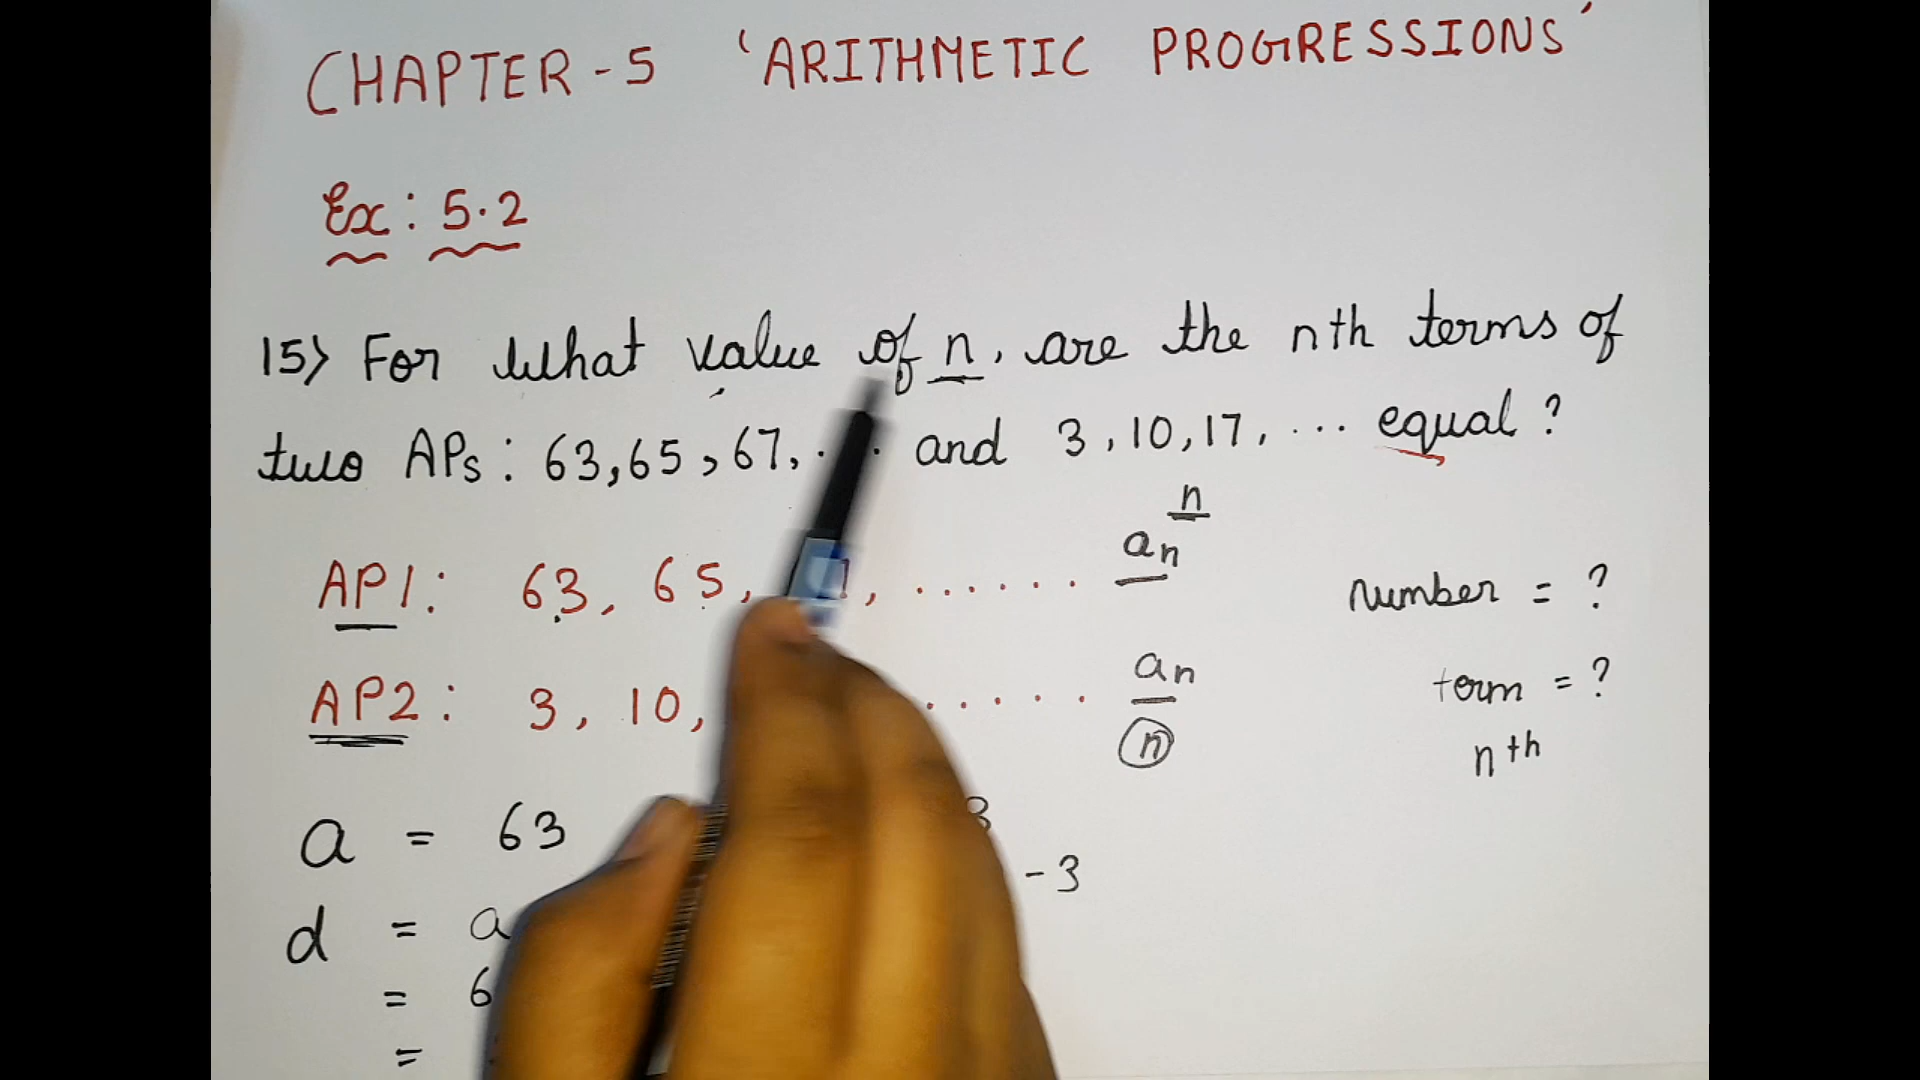 CHAPTER-5 'ARITHMETIC PROGRESSIONS'
Ex: 5.2
15) For what value of n, are the nth terms of
two APs: 63, 65, 67, ... and 3, 10, 17, ... equal?
n
AP1: 63, 65, , ...... an
number = ?
AP2: 3, 10, ..... an
term = ?
n
nth
a = 63 3
- 3
d = a
= 6
=